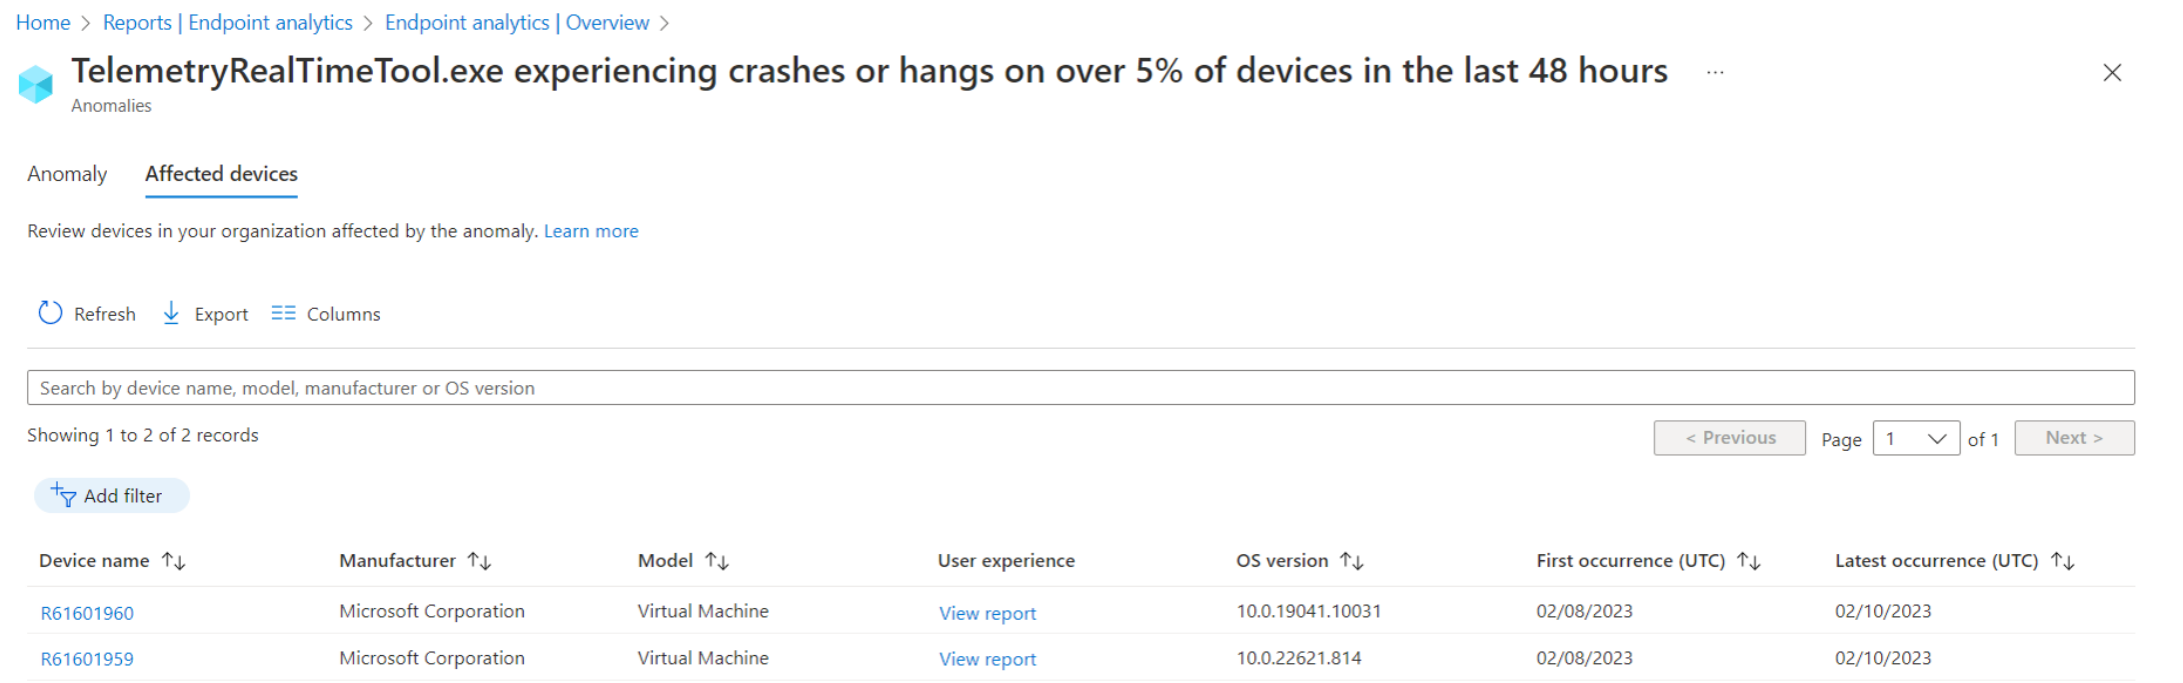 Home > Reports | Endpoint analytics > Endpoint analytics | Overview >
TelemetryRealTimeTool.exe experiencing crashes or hangs on over 5% of devices in the last 48 hours ...
Anomalies
Anomaly Affected devices
Review devices in your organization affected by the anomaly. Learn more
Refresh Export Columns
Search by device name, model, manufacturer or OS version
Showing 1 to 2 of 2 records < Previous Page 1 of 1 Next >
Add filter
Device name Manufacturer Model User experience OS version First occurrence (UTC) Latest occurrence (UTC)
R61601960 Microsoft Corporation Virtual Machine View report 10.0.19041.10031 02/08/2023 02/10/2023
R61601959 Microsoft Corporation Virtual Machine View report 10.0.22621.814 02/08/2023 02/10/2023